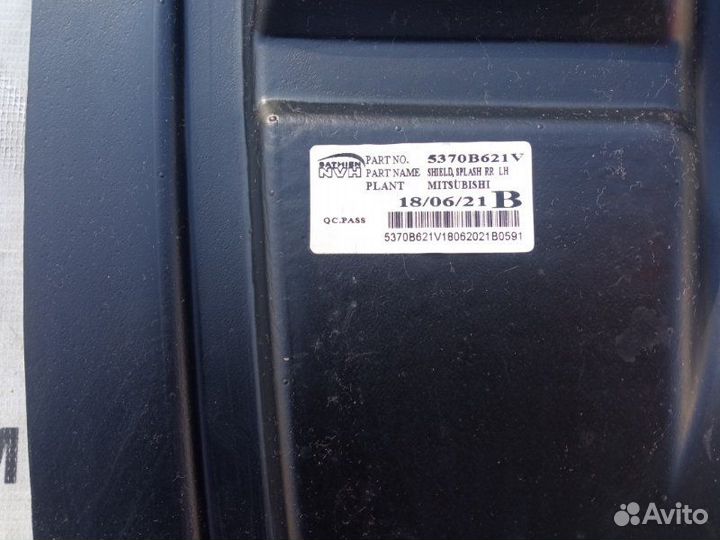 SATHIEN NVH
PART NO. 5370B621V
PART NAME SHIELD, SPLASH RR LH
PLANT MITSUBISHI
18/06/21 B
QC.PASS
5370B621V18062021B0591
M
Avito